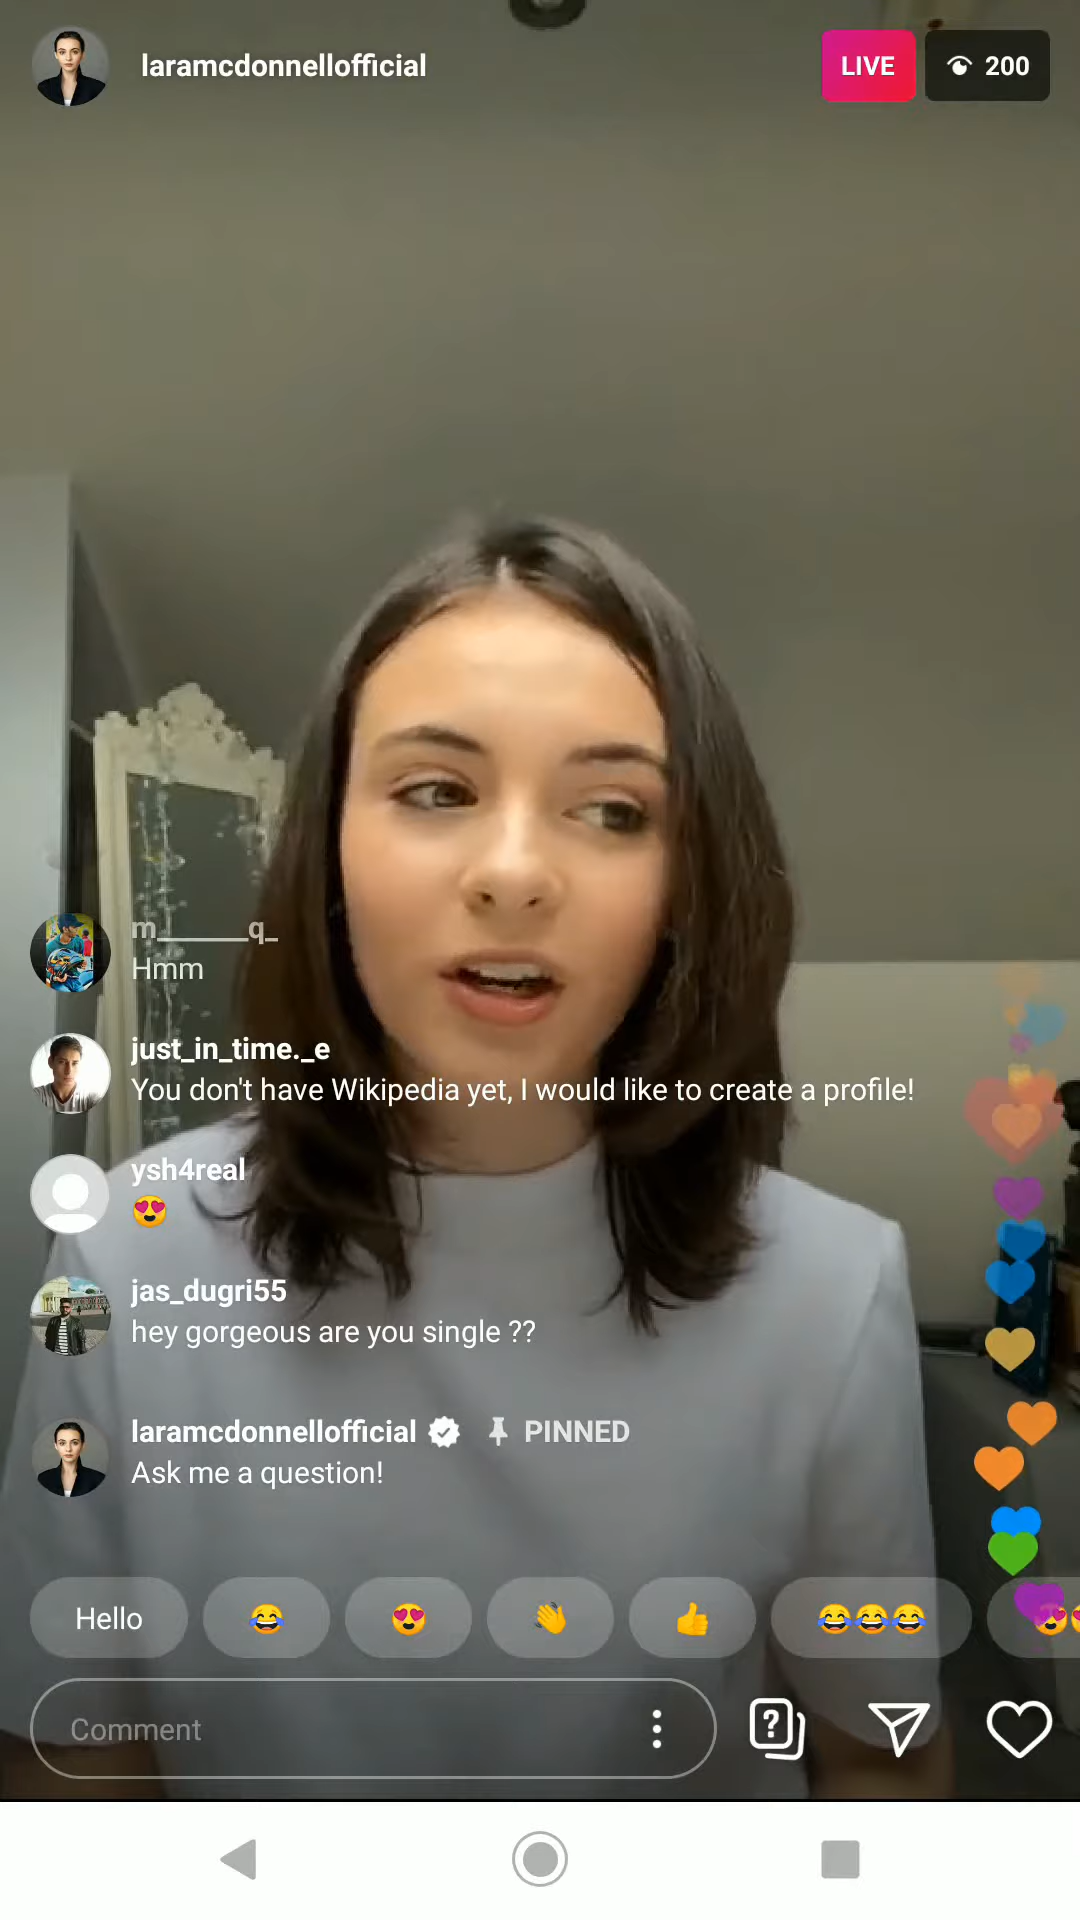 laramcdonnellofficial
LIVE
200
m______q_
Hmm
just_in_time._e
You don't have Wikipedia yet, I would like to create a profile!
ysh4real
😍
jas_dugri55
hey gorgeous are you single ??
laramcdonnellofficial PINNED
Ask me a question!
Hello 😂 😍 👋 👍 😂😂😂
Comment